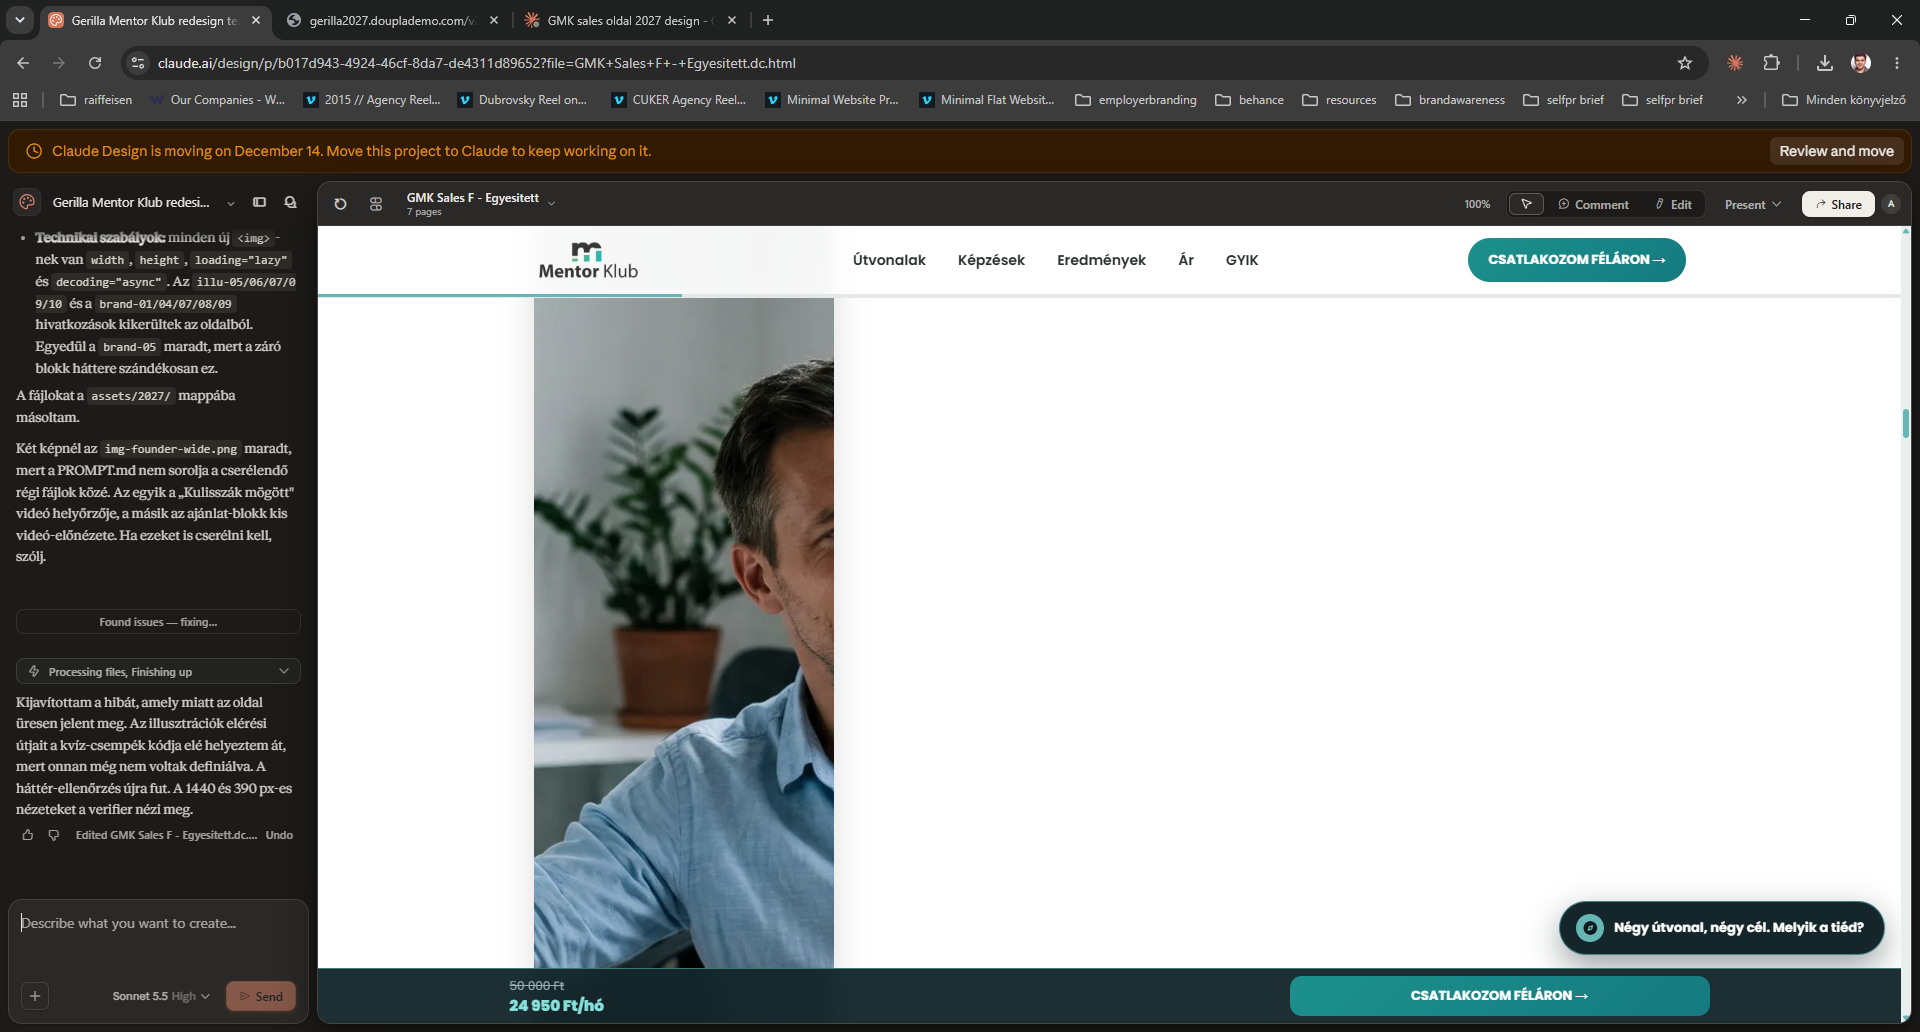 Gerilla Mentor Klub redesign te
gerilla2027.douplademo.com/v
GMK sales oldal 2027 design -
claude.ai/design/p/b017d943-4924-46cf-8da7-de4311d89652?file=GMK+Sales+F+-+Egyesitett.dc.html
raiffeisen
Our Companies - W...
2015 // Agency Reel...
Dubrovsky Reel on...
CUKER Agency Reel...
Minimal Website Pr...
Minimal Flat Websit...
employerbranding
behance
resources
brandawareness
selfpr brief
selfpr brief
Minden könyvjelző
Claude Design is moving on December 14. Move this project to Claude to keep working on it.
Review and move
Gerilla Mentor Klub redesi...
GMK Sales F - Egyesitett
7 pages
100%
Comment
Edit
Present
Share
A
Technikai szabályok: minden új <img>-
nek van width, height, loading="lazy"
és decoding="async". Az illu-05/06/07/0
9/10 és a brand-01/04/07/08/09
hivatkozások kikerültek az oldalból.
Egyedül a brand-05 maradt, mert a záró
blokk háttere szándékosan ez.
A fájlokat a assets/2027/ mappába
másoltam.
Két képnél az img-founder-wide.png maradt,
mert a PROMPT.md nem sorolja a cserélendő
régi fájlok közé. Az egyik a „Kulisszák mögött"
videó helyőrzője, a másik az ajánlat-blokk kis
videó-előnézete. Ha ezeket is cserélni kell,
szólj.
Found issues — fixing...
Processing files, Finishing up
Kijavítottam a hibát, amely miatt az oldal
üresen jelent meg. Az illusztrációk elérési
útjait a kvíz-csempék kódja elé helyeztem át,
mert onnan még nem voltak definiálva. A
háttér-ellenőrzés újra fut. A 1440 és 390 px-es
nézeteket a verifier nézi meg.
Edited GMK Sales F - Egyesitett.dc....
Undo
Describe what you want to create...
Sonnet 5.5 High
Send
Mentor Klub
Útvonalak
Képzések
Eredmények
Ár
GYIK
CSATLAKOZOM FÉLÁRON →
Négy útvonal, négy cél. Melyik a tiéd?
50 000 Ft
24 950 Ft/hó
CSATLAKOZOM FÉLÁRON →